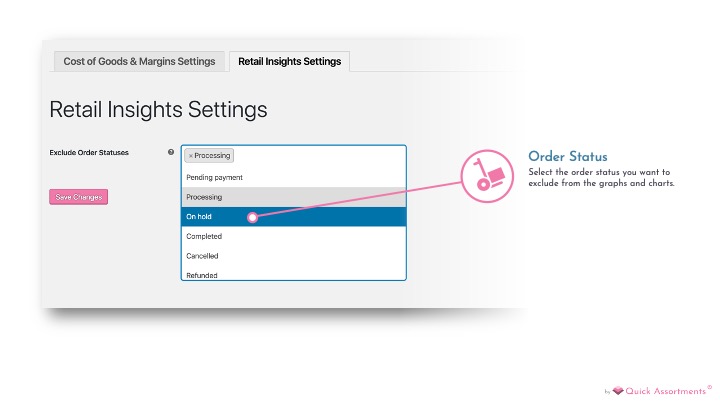 Cost of Goods & Margins Settings
Retail Insights Settings
Retail Insights Settings
Exclude Order Statuses
?
× Processing
Pending payment
Processing
On hold
Completed
Cancelled
Refunded
Save Changes
Order Status
Select the order status you want to
exclude from the graphs and charts.
by Quick Assortments®